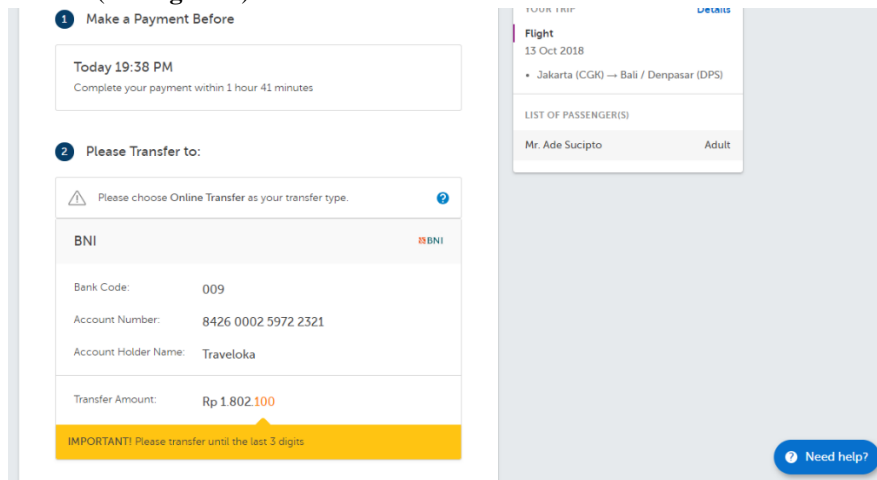 1 Make a Payment Before
Today 19:38 PM
Complete your payment within 1 hour 41 minutes
2 Please Transfer to:
Please choose Online Transfer as your transfer type.
?
BNI
BNI
Bank Code: 009
Account Number: 8426 0002 5972 2321
Account Holder Name: Traveloka
Transfer Amount: Rp 1.802.100
IMPORTANT! Please transfer until the last 3 digits
YOUR TRIP Details
Flight
13 Oct 2018
• Jakarta (CGK) → Bali / Denpasar (DPS)
LIST OF PASSENGER(S)
Mr. Ade Sucipto Adult
? Need help?